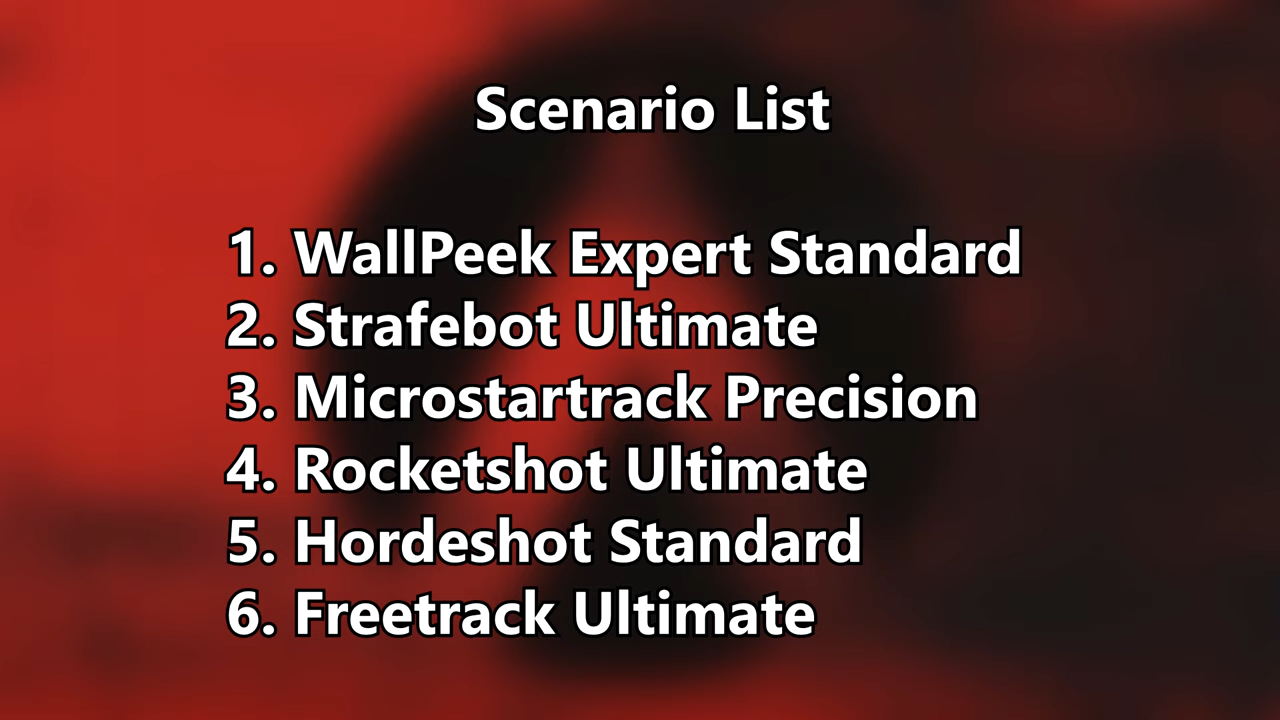 Scenario List
1. WallPeek Expert Standard
2. Strafebot Ultimate
3. Microstartrack Precision
4. Rocketshot Ultimate
5. Hordeshot Standard
6. Freetrack Ultimate